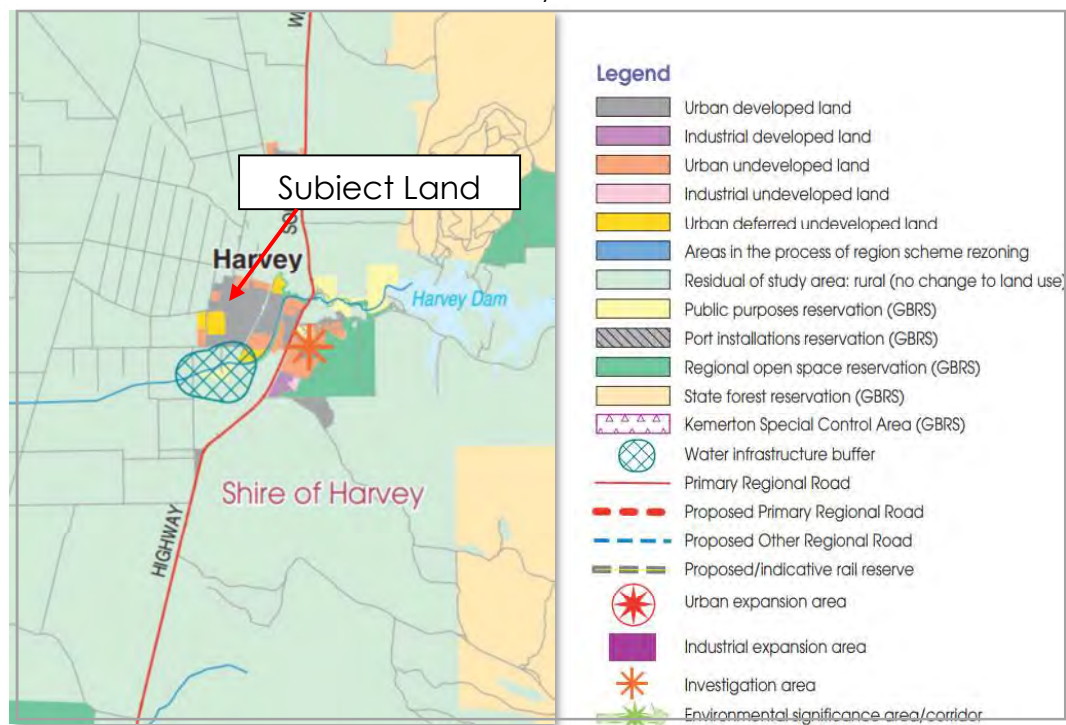 Subject Land
Harvey
Harvey Dam
Shire of Harvey
HIGHWAY
Legend
Urban developed land
Industrial developed land
Urban undeveloped land
Industrial undeveloped land
Urban deferred undeveloped land
Areas in the process of region scheme rezoning
Residual of study area: rural (no change to land use)
Public purposes reservation (GBRS)
Port installations reservation (GBRS)
Regional open space reservation (GBRS)
State forest reservation (GBRS)
Kemerton Special Control Area (GBRS)
Water infrastructure buffer
Primary Regional Road
Proposed Primary Regional Road
Proposed Other Regional Road
Proposed/indicative rail reserve
Urban expansion area
Industrial expansion area
Investigation area
Environmental significance area/corridor